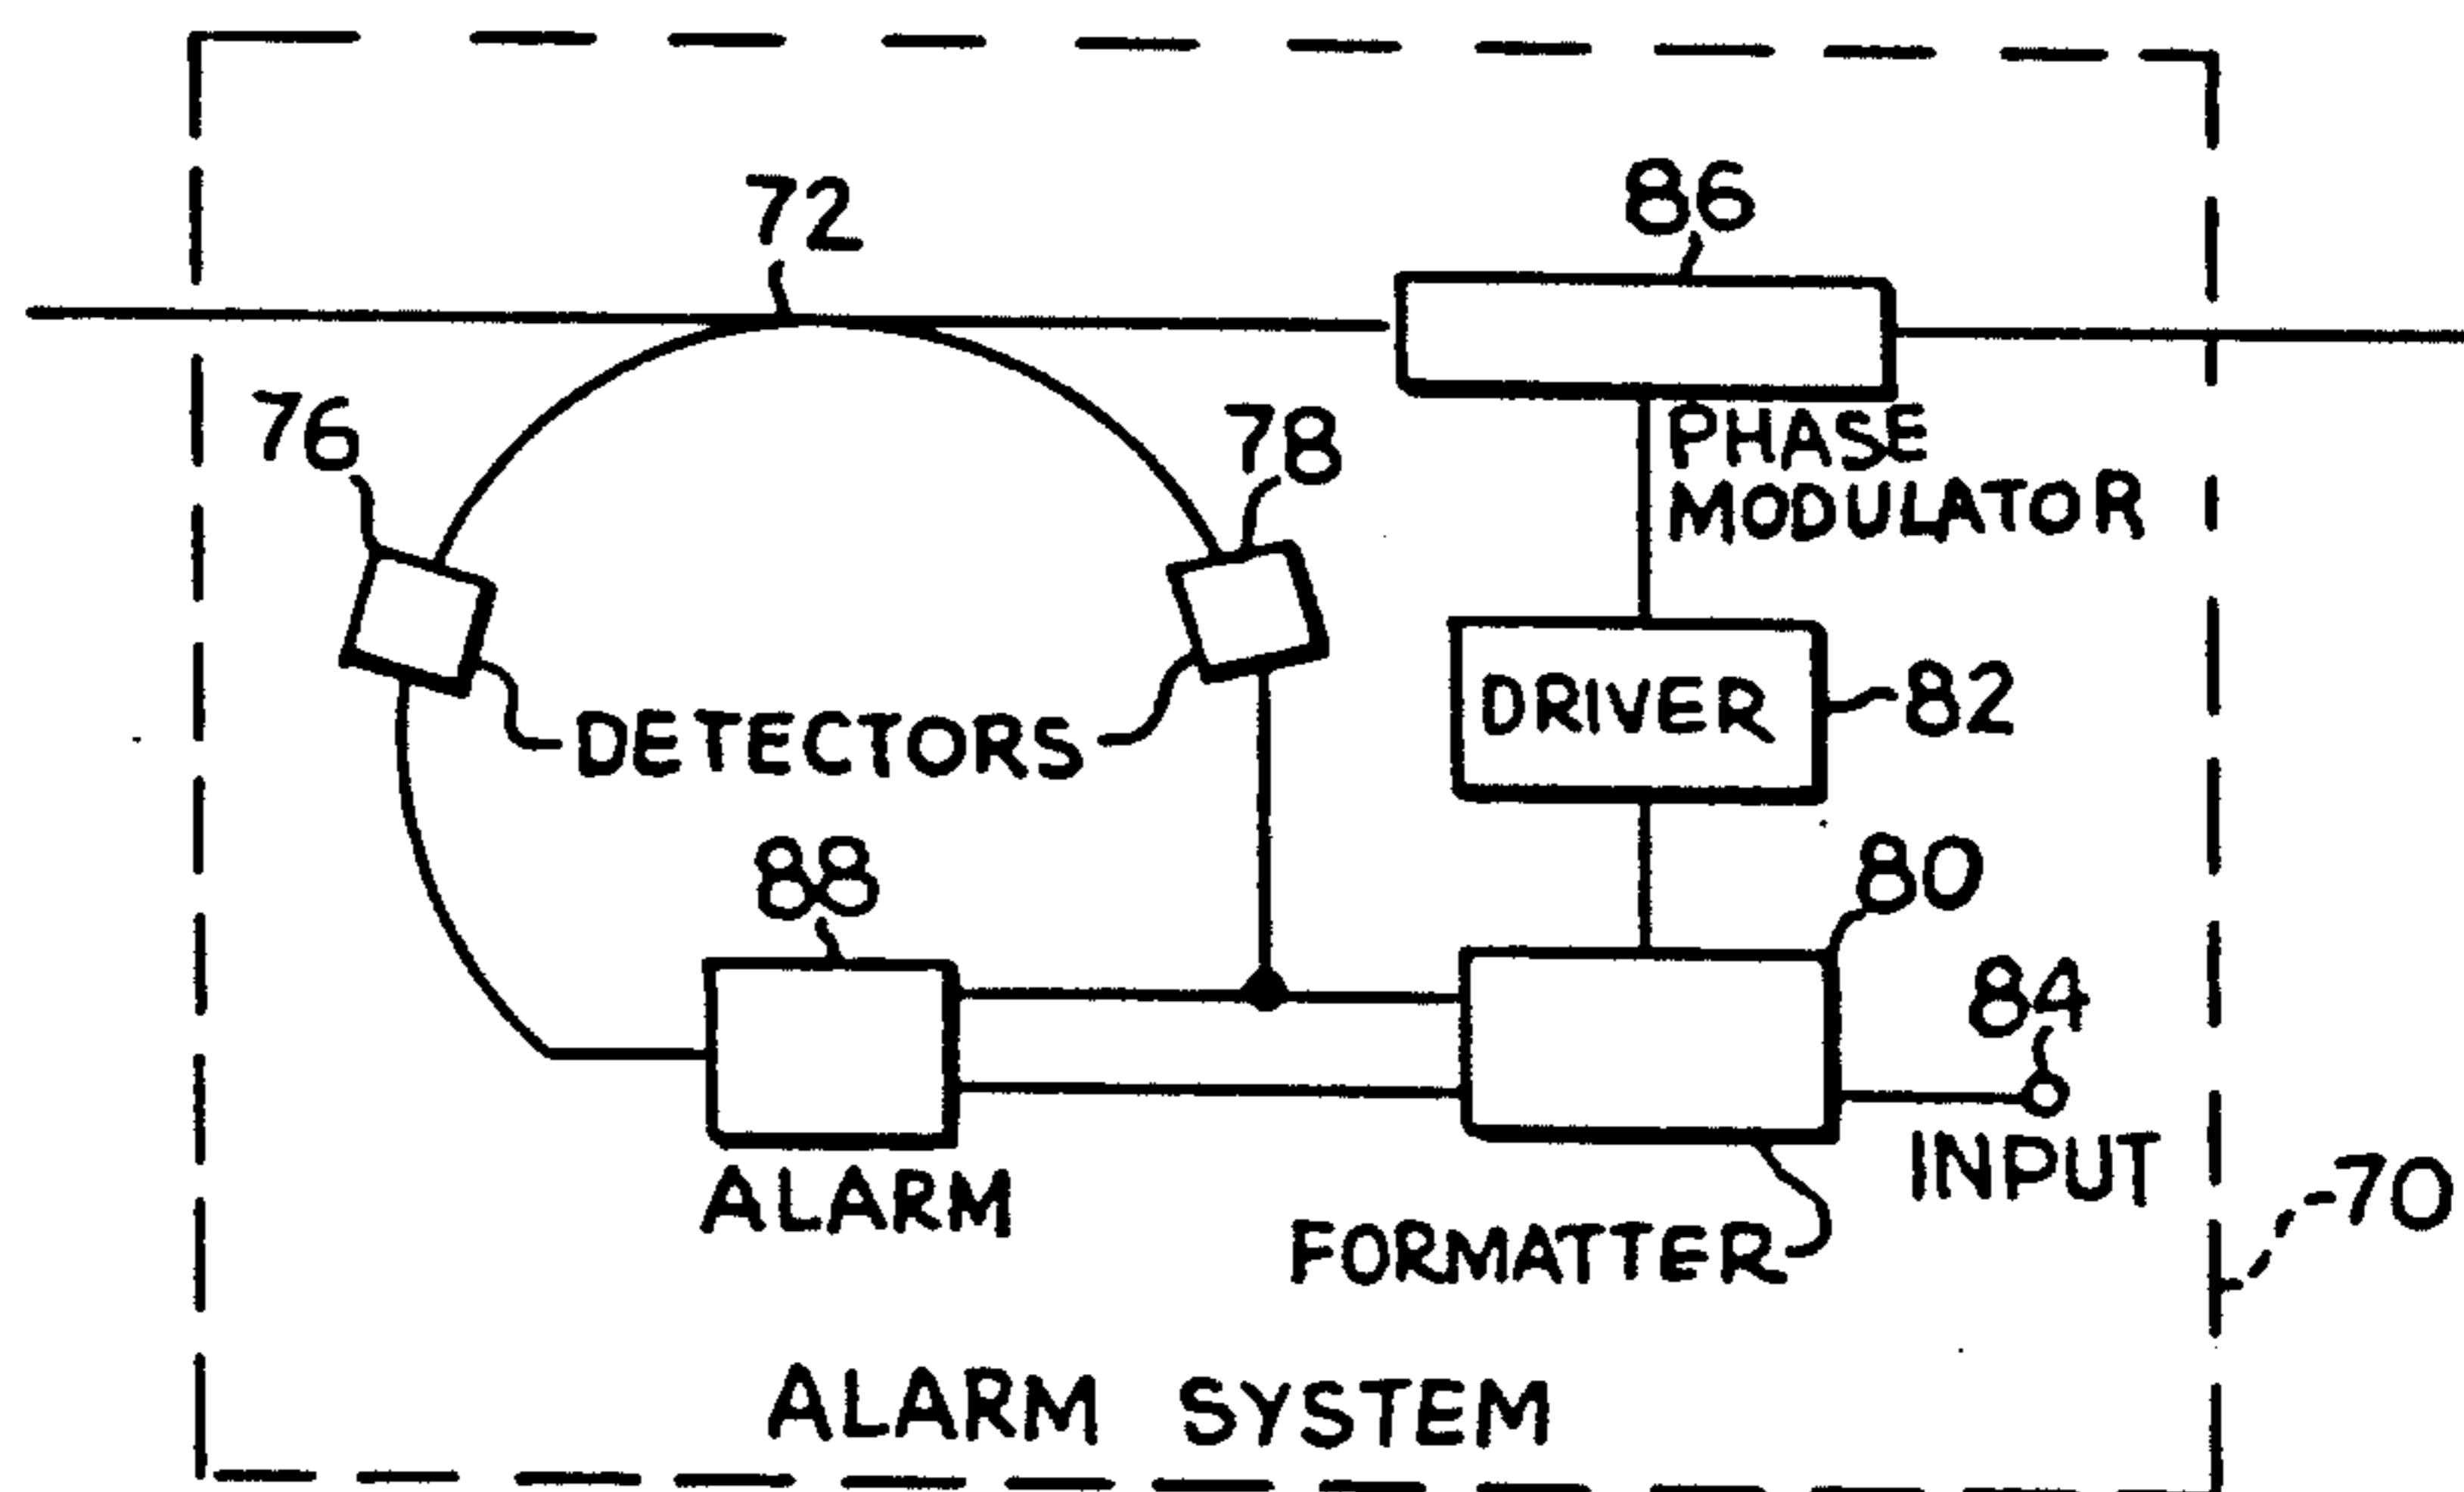 72
86
76
78
PHASE
MODULATOR
DETECTORS
DRIVER
82
88
80
84
ALARM
INPUT
FORMATTER
70
ALARM SYSTEM